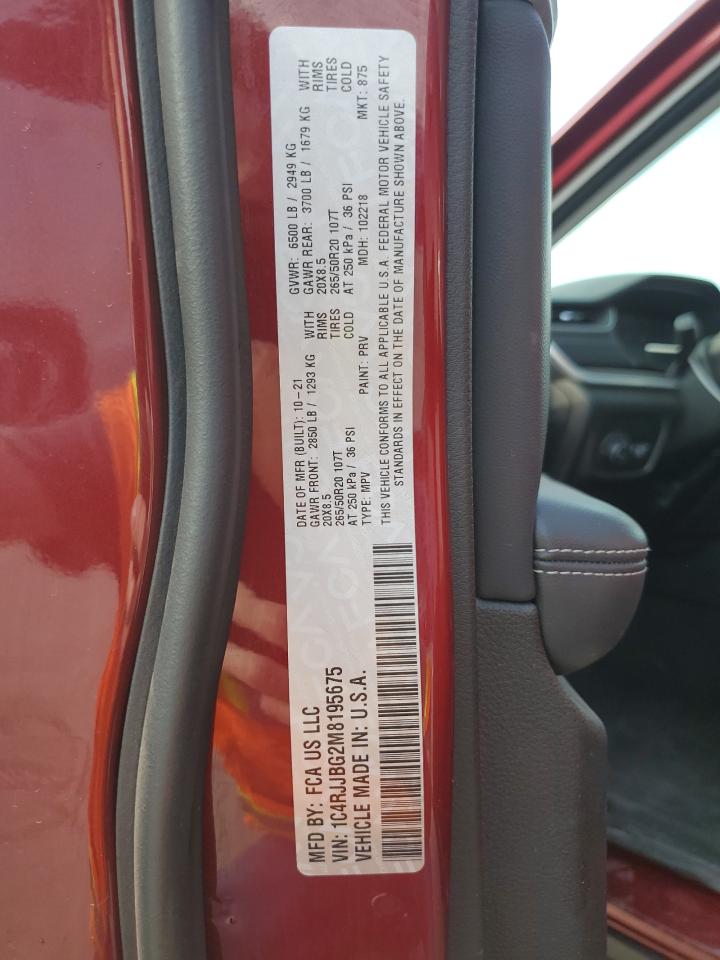 MFD BY: FCA US LLC
VIN: 1C4RJJBG2M8195675
VEHICLE MADE IN: U.S.A.
DATE OF MFR (BUILT): 10-21 GVWR: 6500 LB / 2949 KG
GAWR FRONT: 2850 LB / 1293 KG WITH GAWR REAR: 3700 LB / 1679 KG WITH
20X8.5 RIMS 20X8.5 RIMS
265/50R20 107T TIRES 265/50R20 107T TIRES
AT 250 kPa / 36 PSI COLD AT 250 kPa / 36 PSI COLD
TYPE: MPV PAINT: PRV MDH: 102218 MKT: 875
THIS VEHICLE CONFORMS TO ALL APPLICABLE U.S.A. FEDERAL MOTOR VEHICLE SAFETY
STANDARDS IN EFFECT ON THE DATE OF MANUFACTURE SHOWN ABOVE.